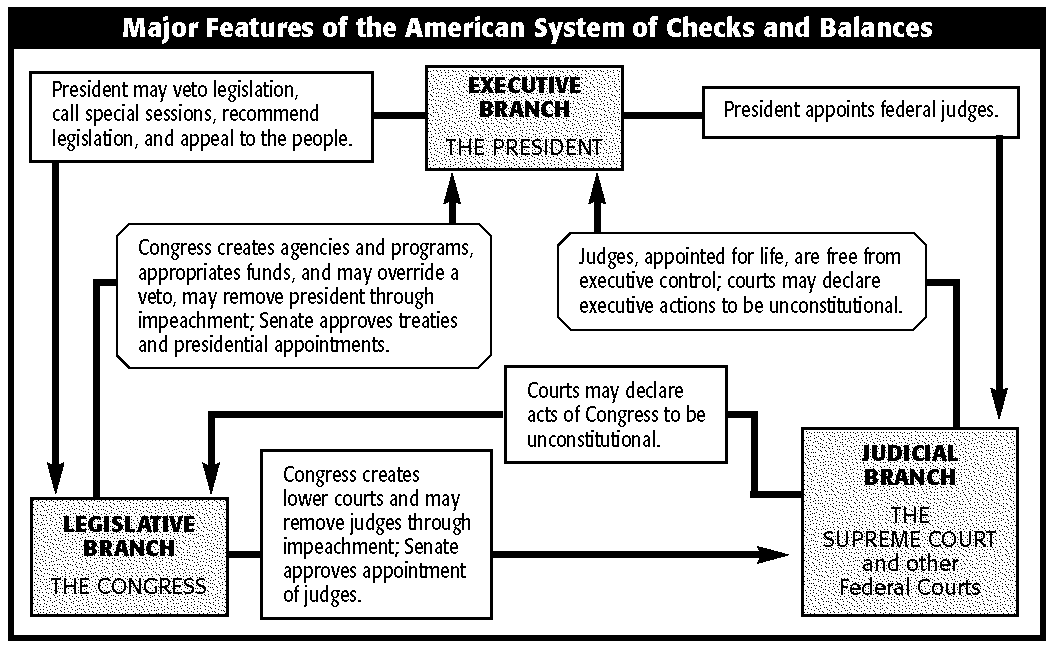 Major Features of the American System of Checks and Balances
President may veto legislation,
call special sessions, recommend
legislation, and appeal to the people.
EXECUTIVE
BRANCH
THE PRESIDENT
President appoints federal judges.
Congress creates agencies and programs,
appropriates funds, and may override a
veto, may remove president through
impeachment; Senate approves treaties
and presidential appointments.
Judges, appointed for life, are free from
executive control; courts may declare
executive actions to be unconstitutional.
Courts may declare
acts of Congress to be
unconstitutional.
Congress creates
lower courts and may
remove judges through
impeachment; Senate
approves appointment
of judges.
LEGISLATIVE
BRANCH
THE CONGRESS
JUDICIAL
BRANCH
THE
SUPREME COURT
and other
Federal Courts